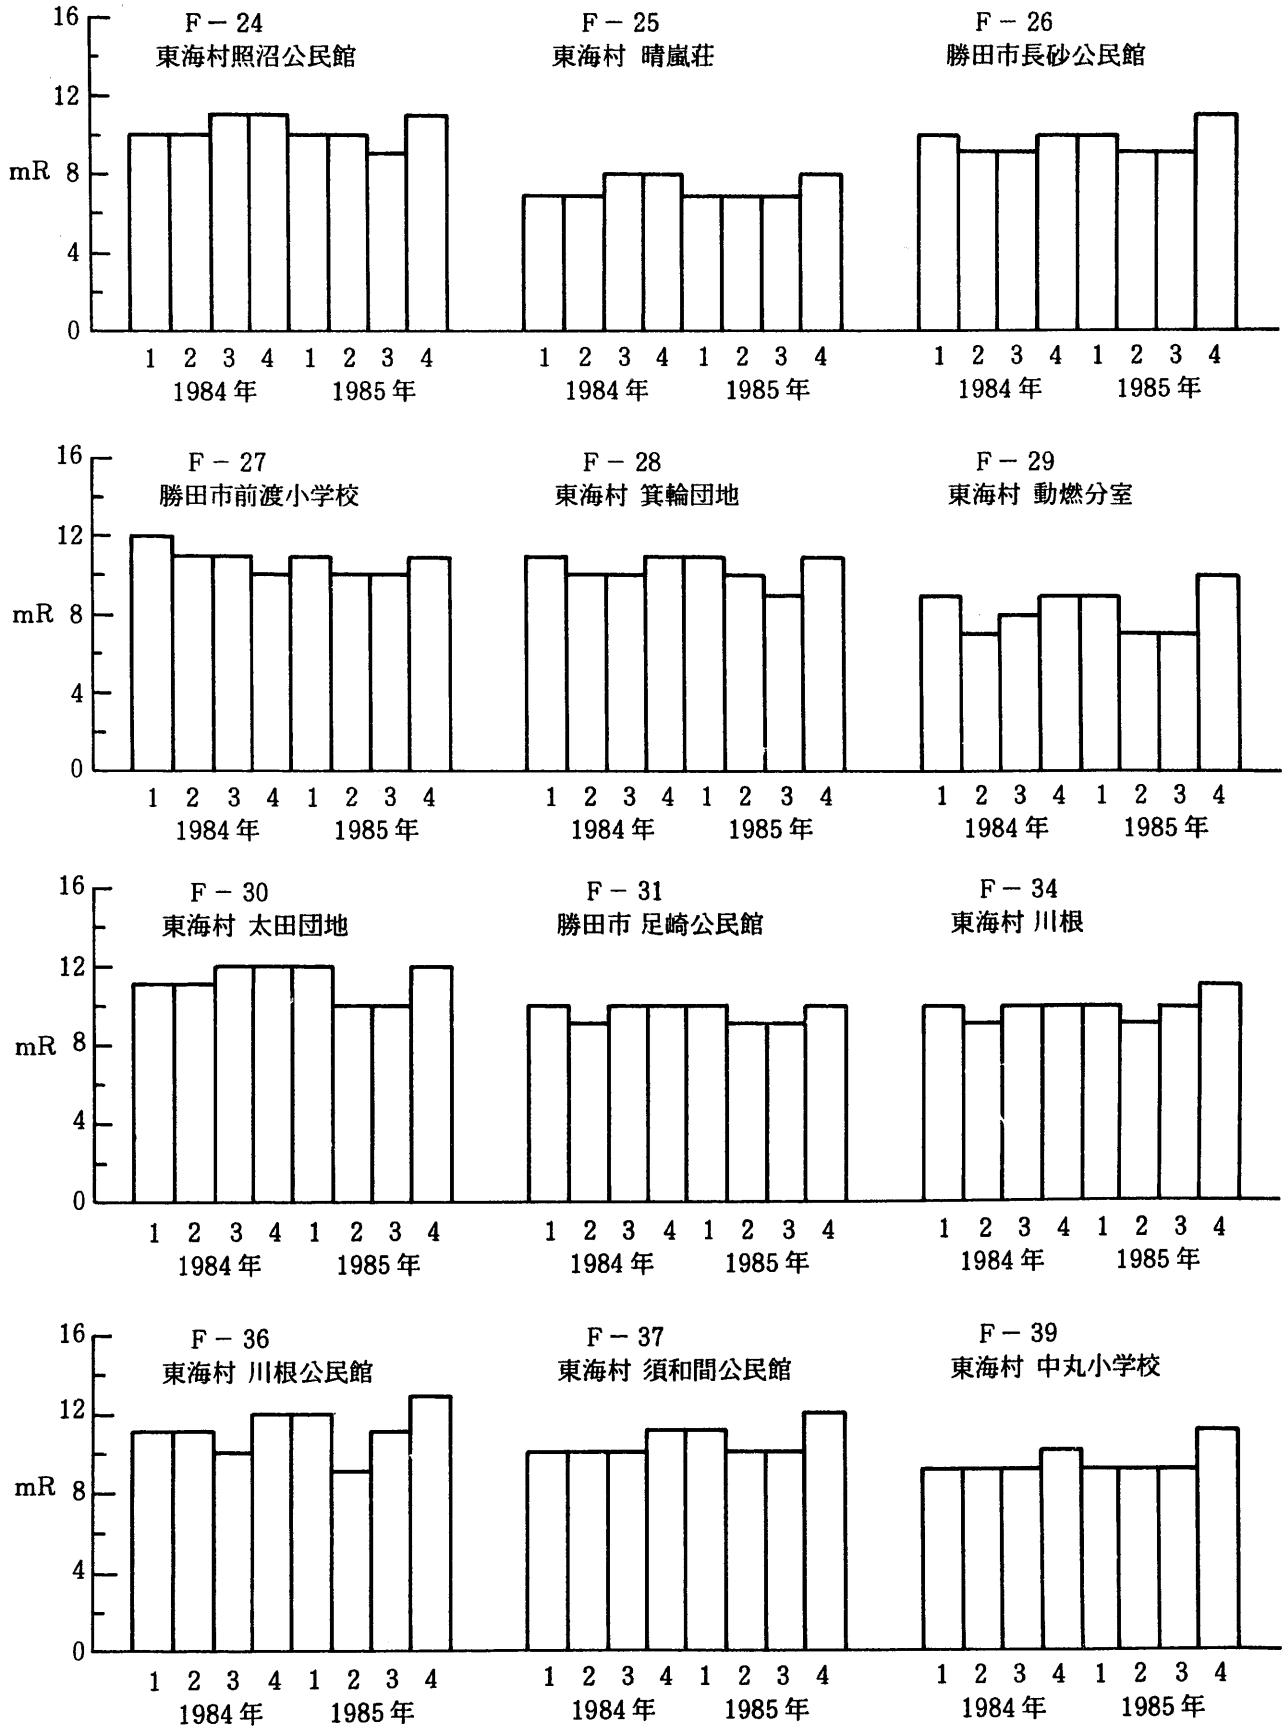 F－24
東海村照沼公民館
F－25
東海村 晴嵐荘
F－26
勝田市長砂公民館
16
12
mR 8
4
0
1 2 3 4 1 2 3 4
1984年 1985年
1 2 3 4 1 2 3 4
1984年 1985年
1 2 3 4 1 2 3 4
1984年 1985年
F－27
勝田市前渡小学校
F－28
東海村 箕輪団地
F－29
東海村 動燃分室
16
12
mR 8
4
0
1 2 3 4 1 2 3 4
1984年 1985年
1 2 3 4 1 2 3 4
1984年 1985年
1 2 3 4 1 2 3 4
1984年 1985年
F－30
東海村 太田団地
F－31
勝田市 足崎公民館
F－34
東海村 川根
16
12
mR 8
4
0
1 2 3 4 1 2 3 4
1984年 1985年
1 2 3 4 1 2 3 4
1984年 1985年
1 2 3 4 1 2 3 4
1984年 1985年
F－36
東海村 川根公民館
F－37
東海村 須和間公民館
F－39
東海村 中丸小学校
16
12
mR 8
4
0
1 2 3 4 1 2 3 4
1984年 1985年
1 2 3 4 1 2 3 4
1984年 1985年
1 2 3 4 1 2 3 4
1984年 1985年